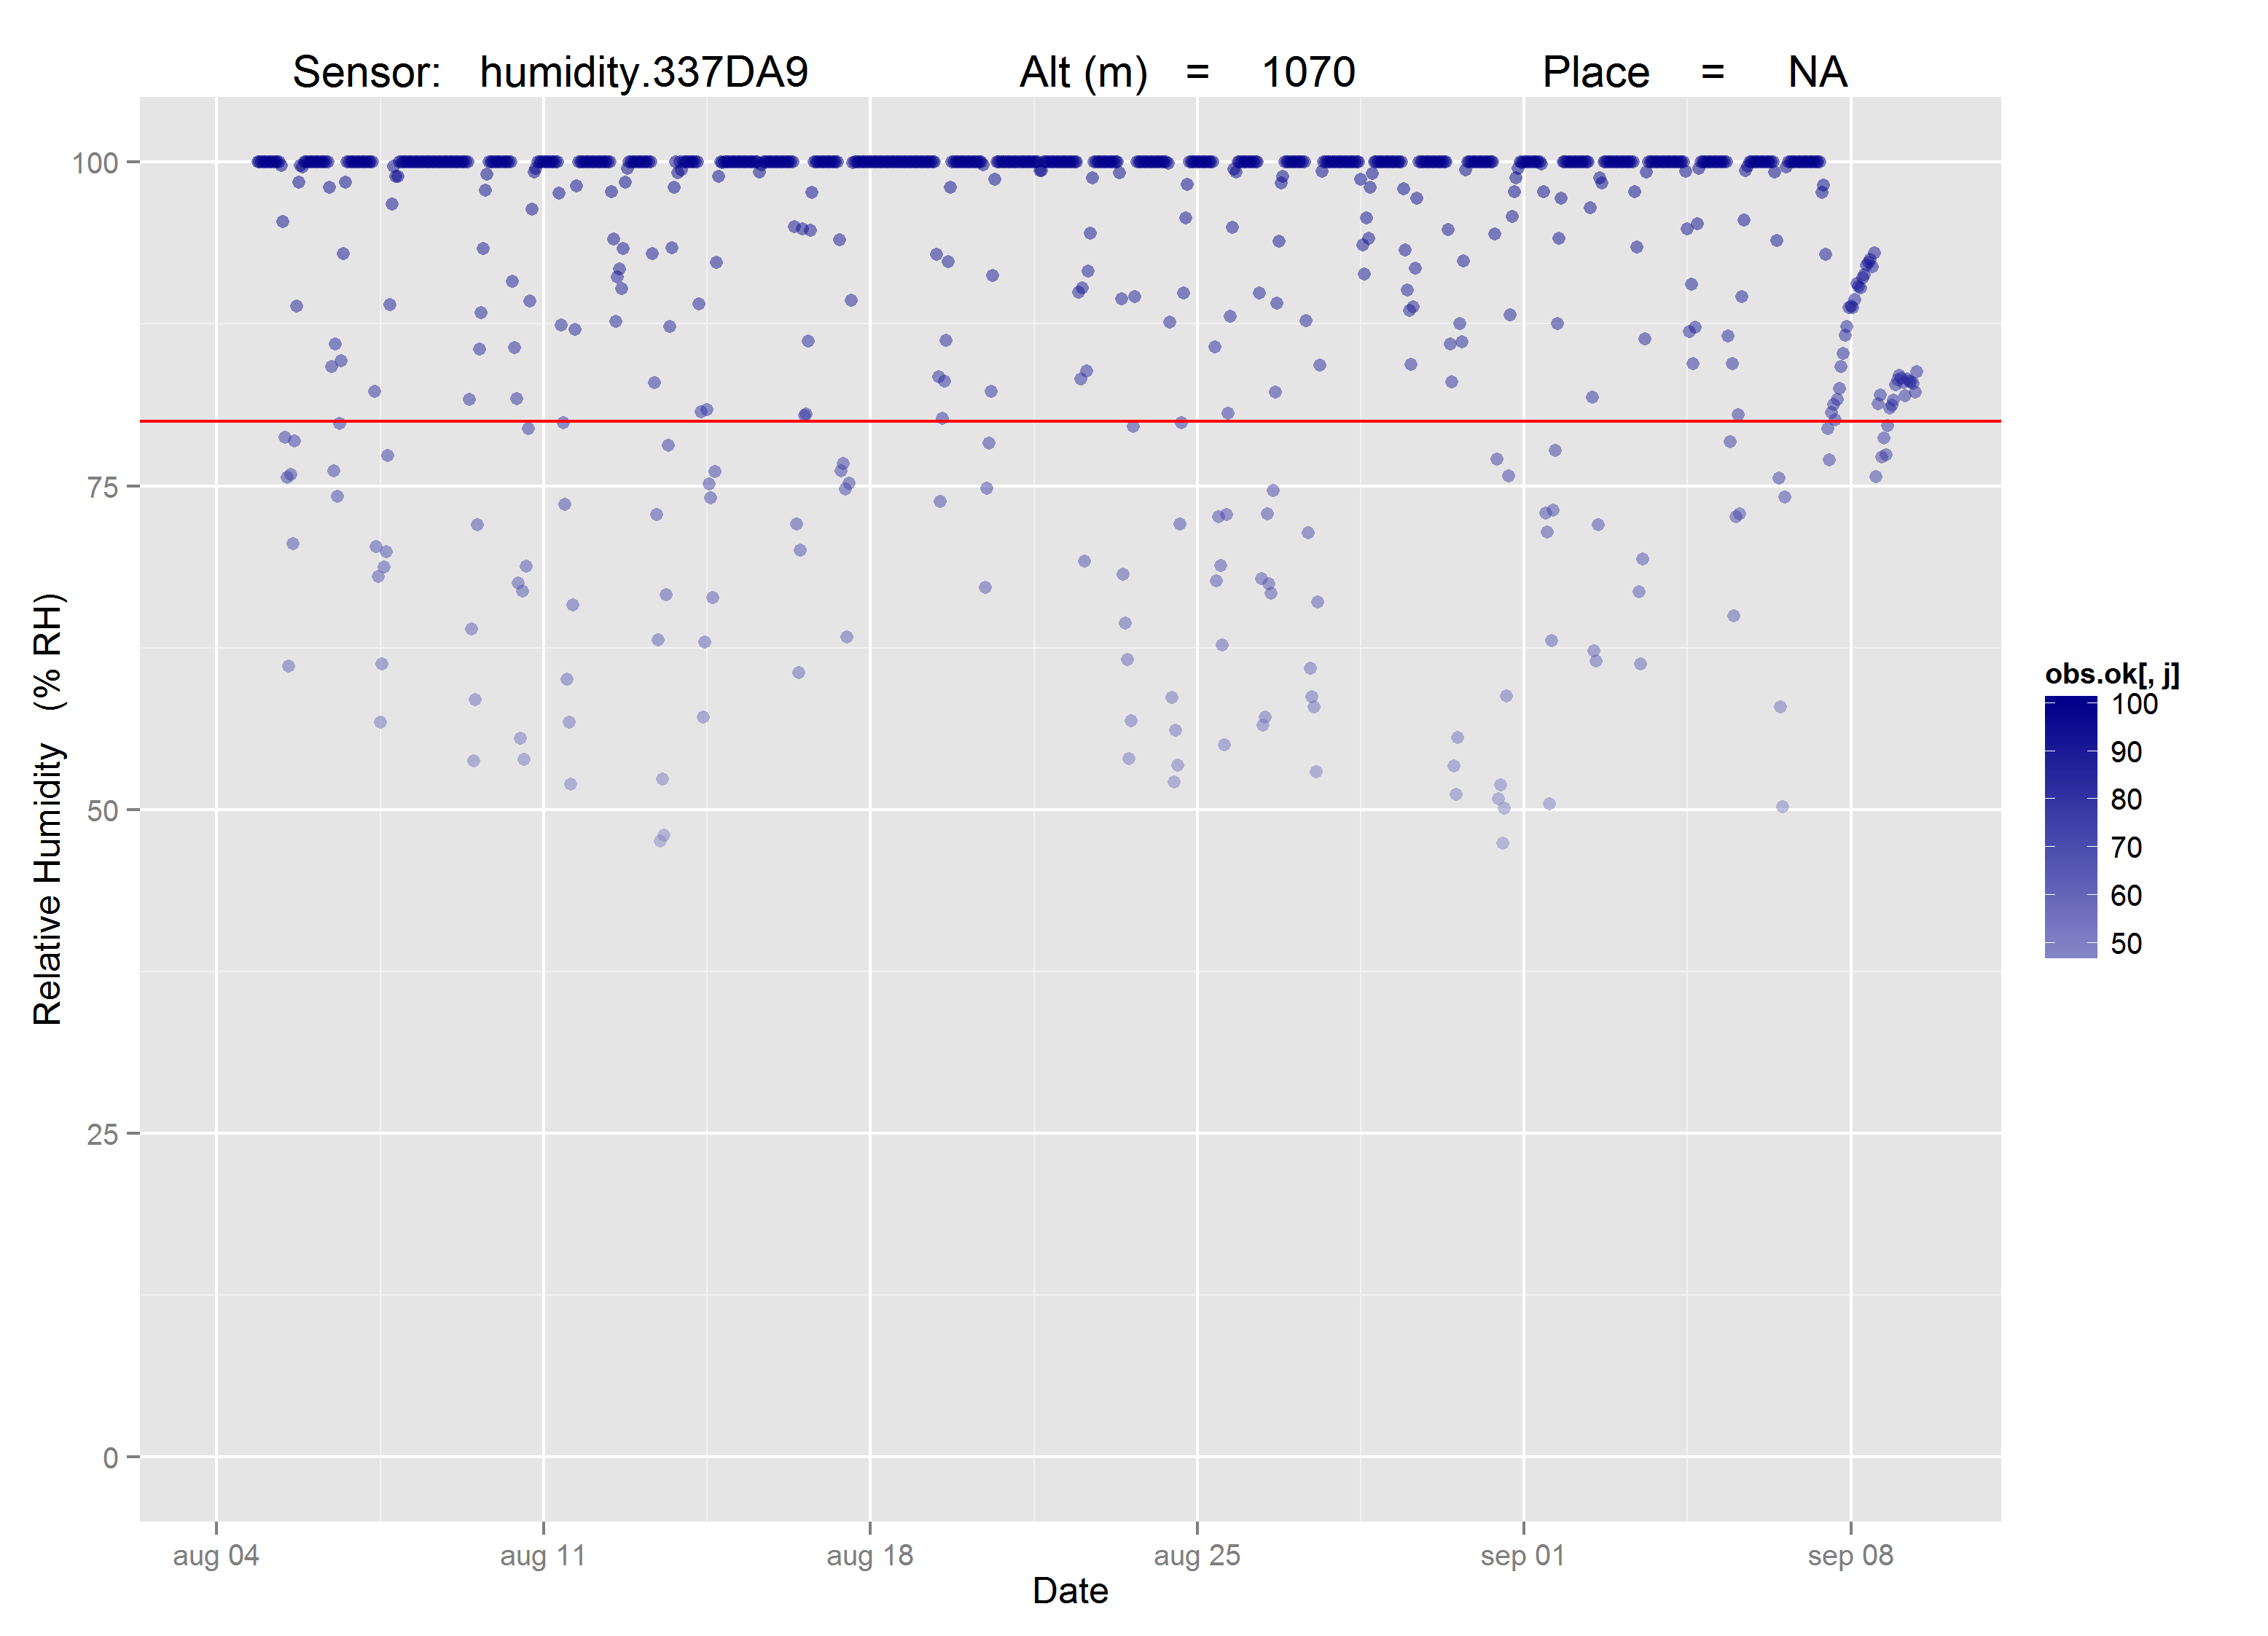 Sensor: humidity.337DA9 Alt (m) = 1070 Place = NA
100
75
50
25
0
Relative Humidity (% RH)
aug 04 aug 11 aug 18 aug 25 sep 01 sep 08
Date
obs.ok[, j]
100
90
80
70
60
50